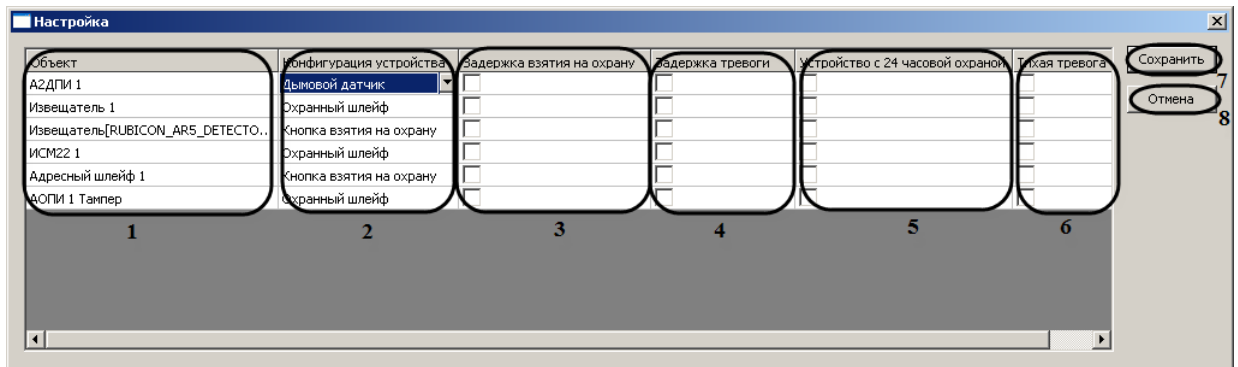 Настройка
Объект Конфигурация устройства Задержка взятия на охрану Задержка тревоги Устройство с 24 часовой охраной Тихая тревога Сохранить
А2ДПИ 1 Дымовой датчик 7
Извещатель 1 Охранный шлейф Отмена
Извещатель[RUBICON_AR5_DETECTO... Кнопка взятия на охрану 8
ИСМ22 1 Охранный шлейф
Адресный шлейф 1 Кнопка взятия на охрану
АОПИ 1 Тампер Охранный шлейф
1 2 3 4 5 6